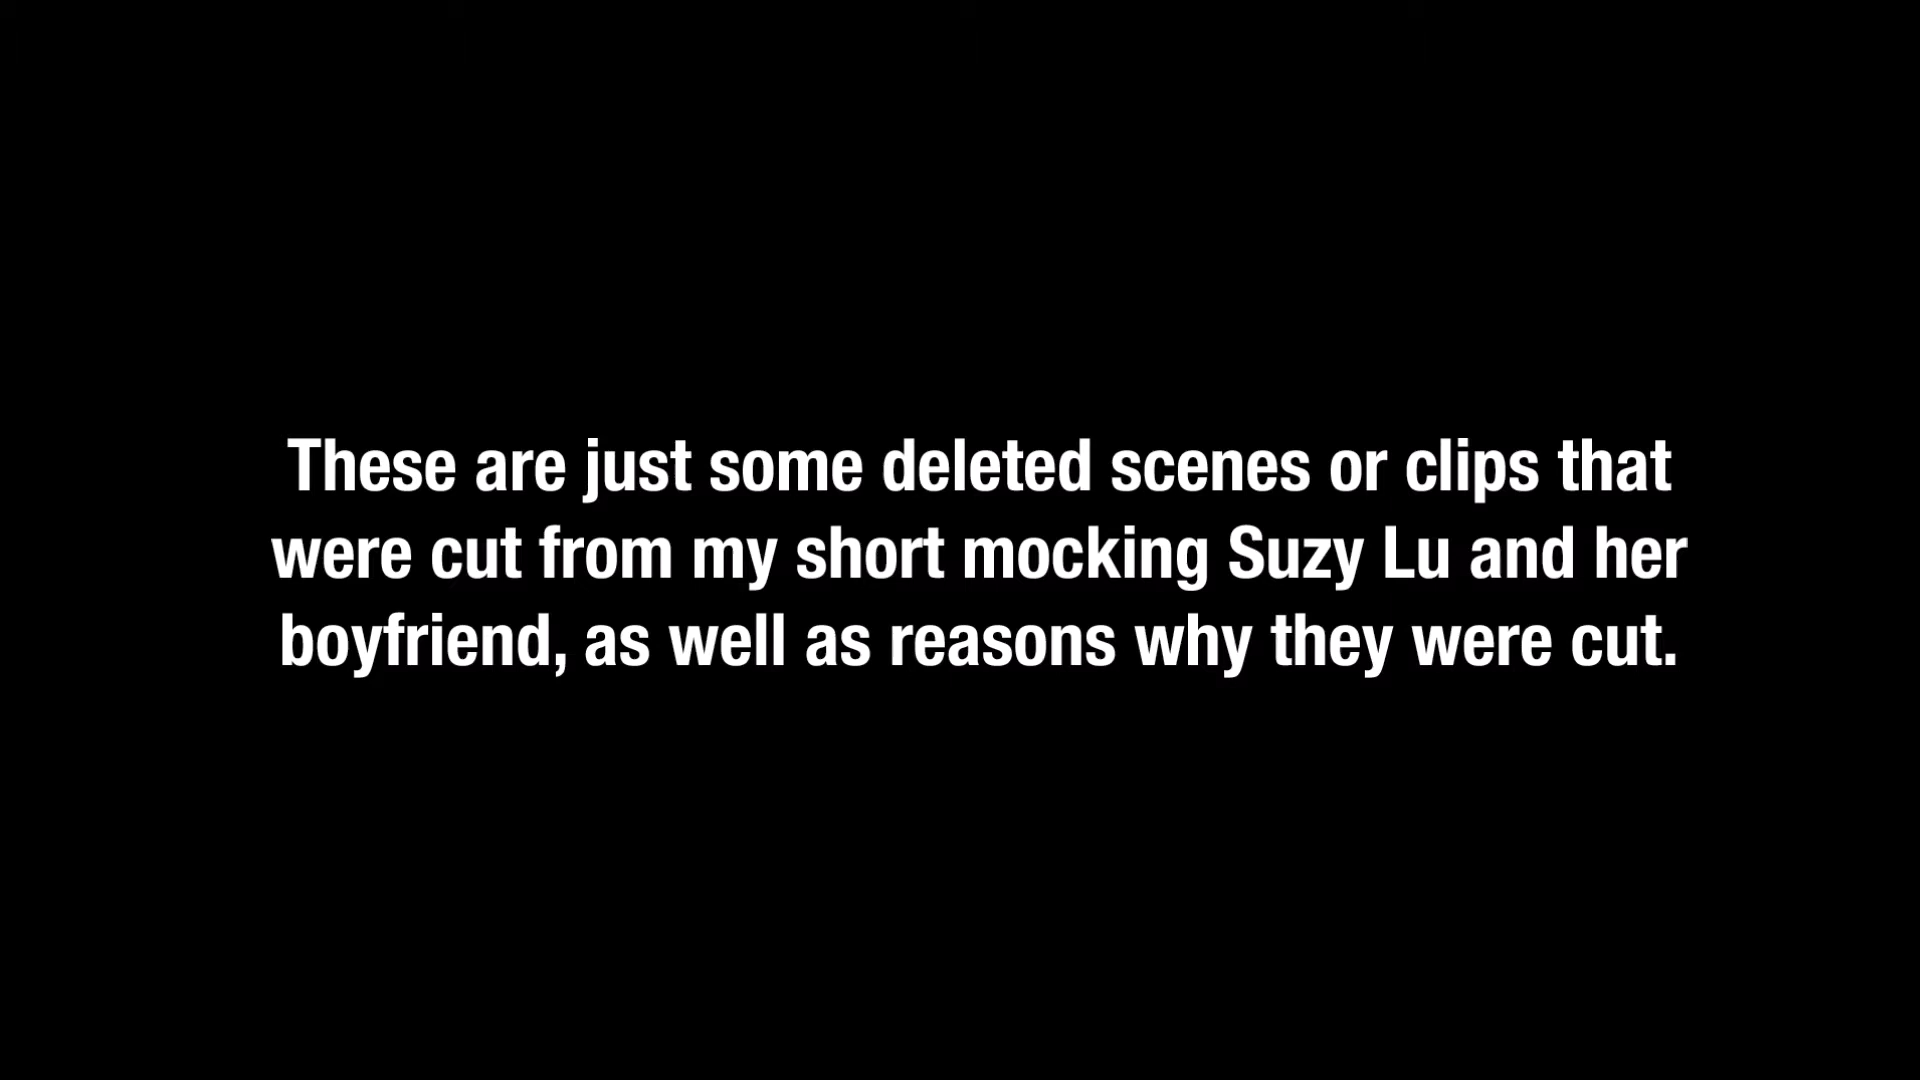 These are just some deleted scenes or clips that
were cut from my short mocking Suzy Lu and her
boyfriend, as well as reasons why they were cut.